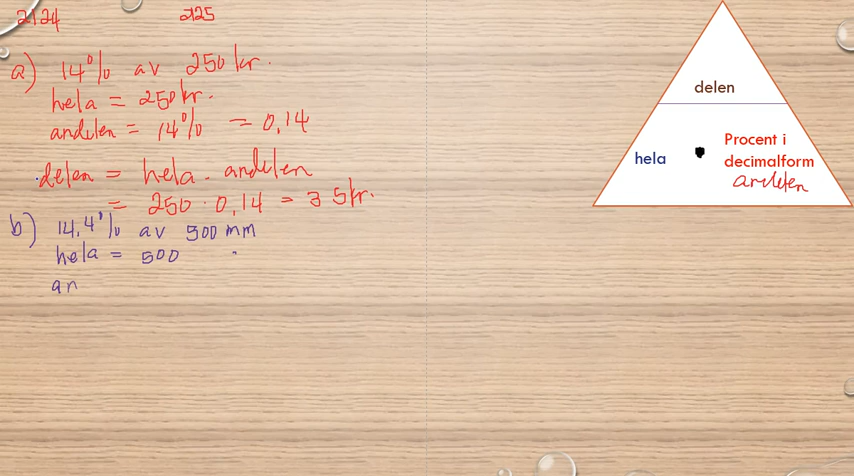 2124 2125
a) 14% av 250 kr.
hela = 250 kr.
andelen = 14% = 0,14
delen = hela · andelen
= 250 · 0,14 = 35 kr.
b) 14,4% av 500 mm
hela = 500
an
delen
hela · Procent i
decimalform
andelen